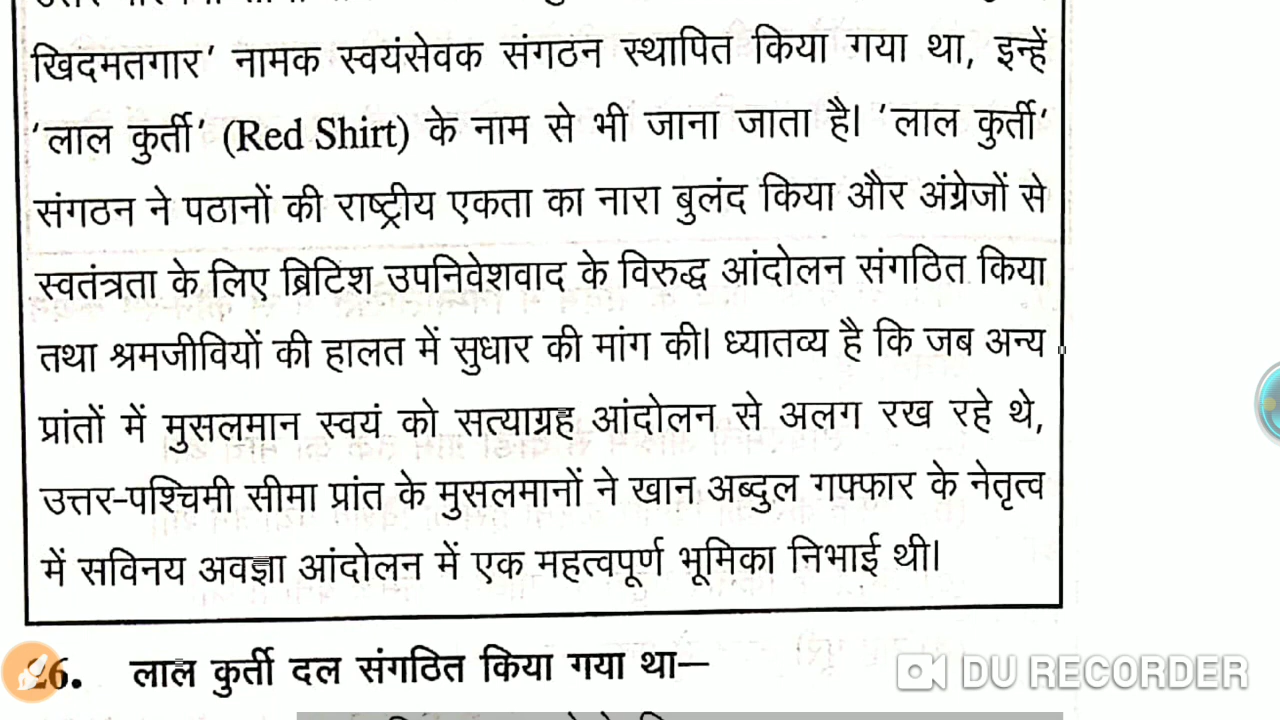 खिदमतगार’ नामक स्वयंसेवक संगठन स्थापित किया गया था, इन्हें
‘लाल कुर्ती’ (Red Shirt) के नाम से भी जाना जाता है। ‘लाल कुर्ती’
संगठन ने पठानों की राष्ट्रीय एकता का नारा बुलंद किया और अंग्रेजों से
स्वतंत्रता के लिए ब्रिटिश उपनिवेशवाद के विरुद्ध आंदोलन संगठित किया
तथा श्रमजीवियों की हालत में सुधार की मांग की। ध्यातव्य है कि जब अन्य
प्रांतों में मुसलमान स्वयं को सत्याग्रह आंदोलन से अलग रख रहे थे,
उत्तर-पश्चिमी सीमा प्रांत के मुसलमानों ने खान अब्दुल गफ्फार के नेतृत्व
में सविनय अवज्ञा आंदोलन में एक महत्वपूर्ण भूमिका निभाई थी।
26. लाल कुर्ती दल संगठित किया गया था—
DU RECORDER